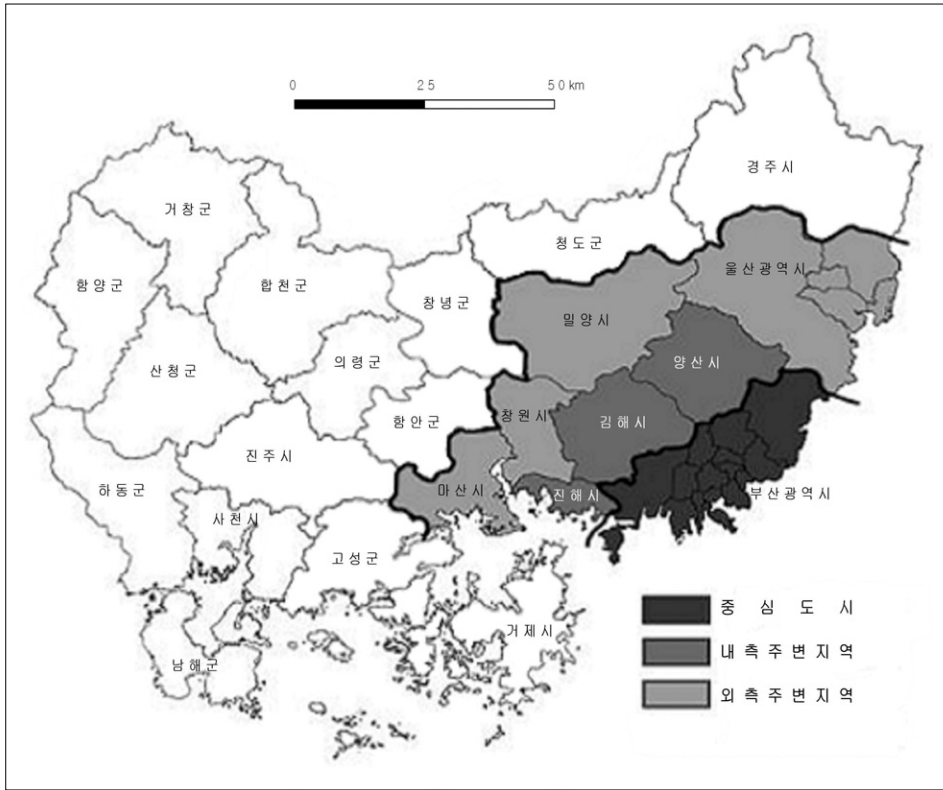 0 25 50 km
경주시
거창군
청도군
울산광역시
함양군
합천군
창녕군
밀양시
의령군
양산시
산청군
창원시
김해시
함안군
진주시
하동군
마산시
진해시
부산광역시
사천시
고성군
중심도시
거제시
내측주변지역
남해군
외측주변지역